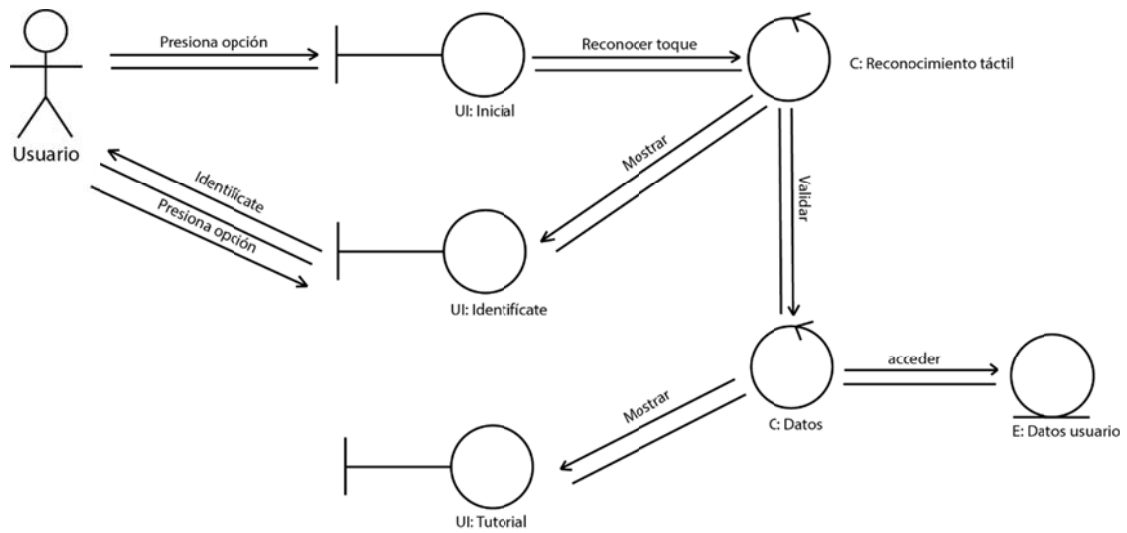 Presiona opción
Reconocer toque
C: Reconocimiento táctil
UI: Inicial
Usuario
Mostrar
Identifícate
Validar
Presiona opción
UI: Identifícate
acceder
Mostrar
C: Datos
E: Datos usuario
UI: Tutorial